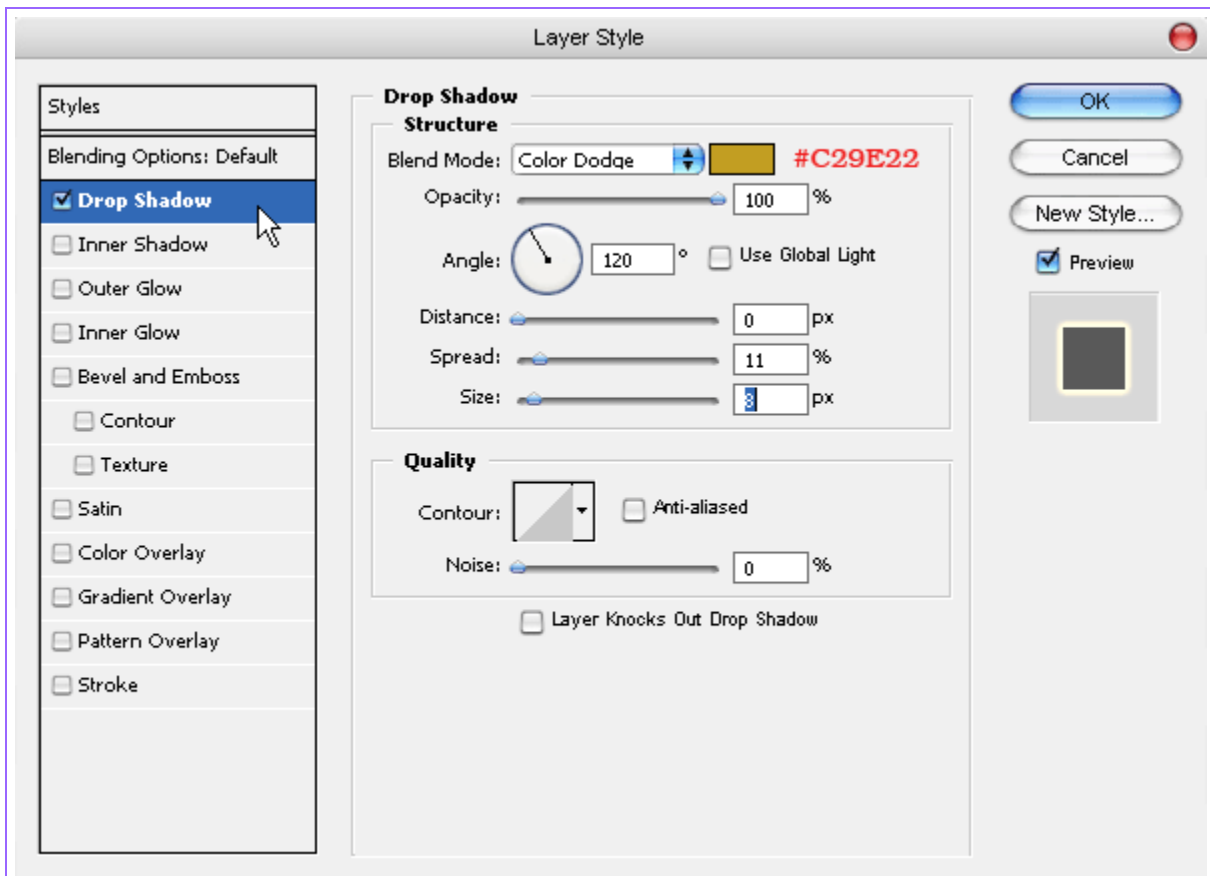 Layer Style
Styles
Blending Options: Default
Drop Shadow
Inner Shadow
Outer Glow
Inner Glow
Bevel and Emboss
Contour
Texture
Satin
Color Overlay
Gradient Overlay
Pattern Overlay
Stroke
Drop Shadow
Structure
Blend Mode: Color Dodge #C29E22
Opacity: 100 %
Angle: 120 ° Use Global Light
Distance: 0 px
Spread: 11 %
Size: 8 px
Quality
Contour: Anti-aliased
Noise: 0 %
Layer Knocks Out Drop Shadow
OK
Cancel
New Style...
Preview